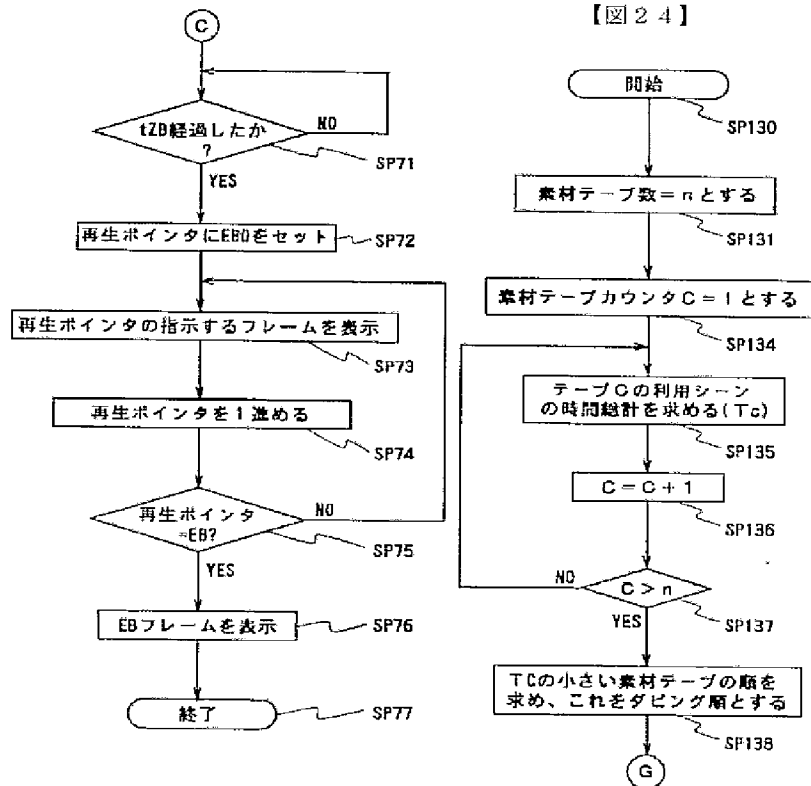 C
tZB経過したか
?
NO
SP71
YES
再生ポインタにEB0をセット
SP72
再生ポインタの指示するフレームを表示
SP73
再生ポインタを1進める
SP74
再生ポインタ
=EB?
NO
SP75
YES
EBフレームを表示
SP76
終了
SP77
【図24】
開始
SP130
素材テープ数=nとする
SP131
素材テープカウンタC=1とする
SP134
テープCの利用シーン
の時間総計を求める(Tc)
SP135
C=C+1
SP136
C>n
NO
SP137
YES
TCの小さい素材テープの順を
求め、これをダビング順とする
SP138
G